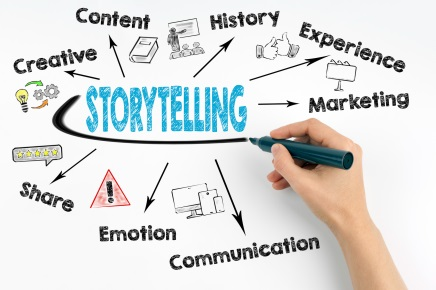 Content
History
Creative
Experience
STORYTELLING
Marketing
Share
Emotion
Communication